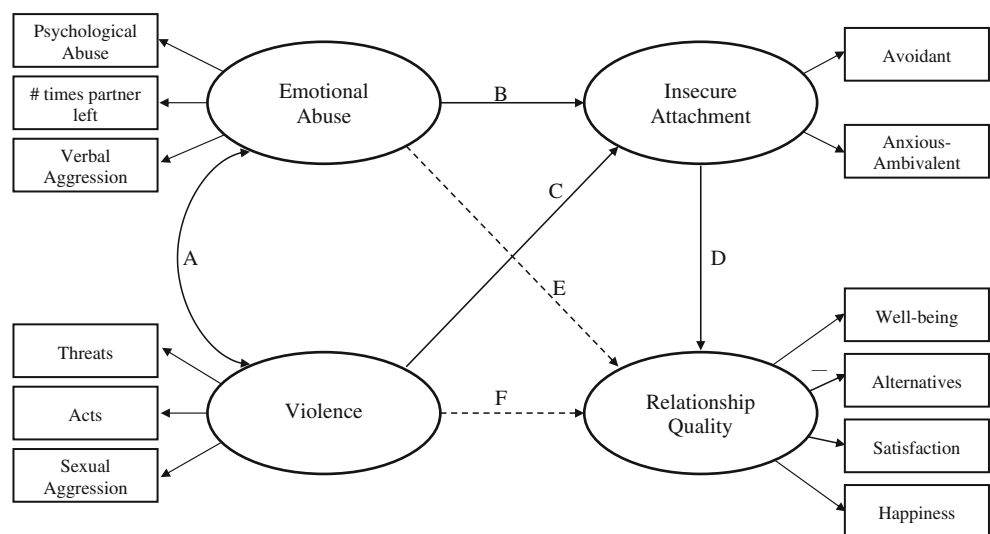 Psychological
Abuse
# times partner
left
Verbal
Aggression
Emotional
Abuse
B
Insecure
Attachment
Avoidant
Anxious-
Ambivalent
C
A
E
D
Threats
Acts
Sexual
Aggression
Violence
F
Relationship
Quality
Well-being
—
Alternatives
Satisfaction
Happiness